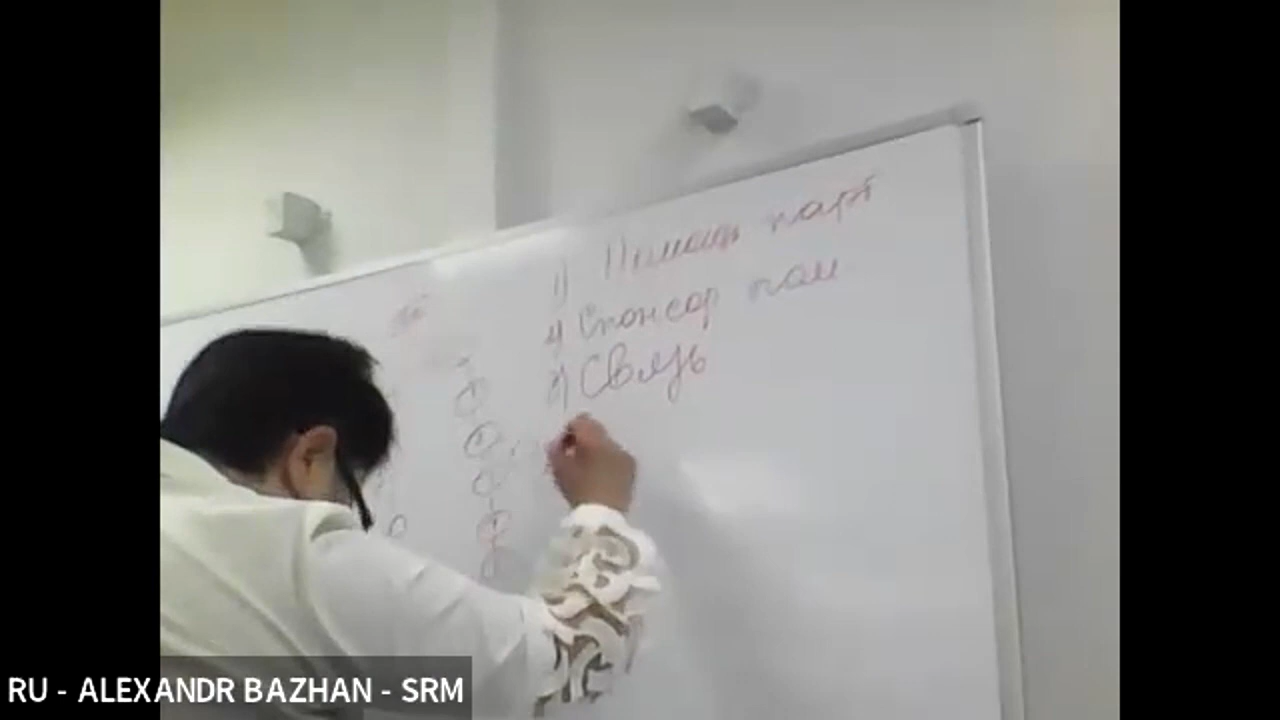 1) Помощь парт
2) Спонсор пом
3) Связь
RU - ALEXANDR BAZHAN - SRM